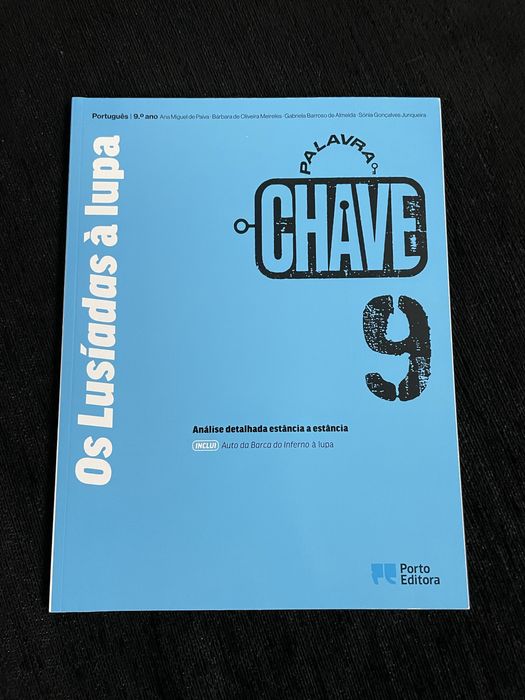 Português | 9.º ano Ana Miguel de Paiva · Bárbara de Oliveira Meireles · Gabriela Barroso de Almeida · Sónia Gonçalves Junqueira
Os Lusíadas à lupa
PALAVRA
CHAVE
9
Análise detalhada estância a estância
INCLUI Auto da Barca do Inferno à lupa
Porto
Editora